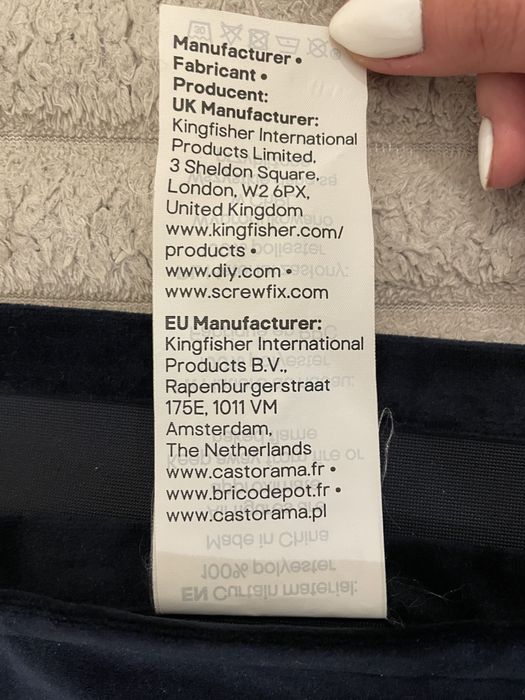 Manufacturer •
Fabricant •
Producent:
UK Manufacturer:
Kingfisher International
Products Limited,
3 Sheldon Square,
London, W2 6PX,
United Kingdom
www.kingfisher.com/
products •
www.diy.com •
www.screwfix.com
EU Manufacturer:
Kingfisher International
Products B.V.,
Rapenburgerstraat
175E, 1011 VM
Amsterdam,
The Netherlands
www.castorama.fr •
www.bricodepot.fr •
www.castorama.pl
Made in China
100% polyester
EN Curtain material: